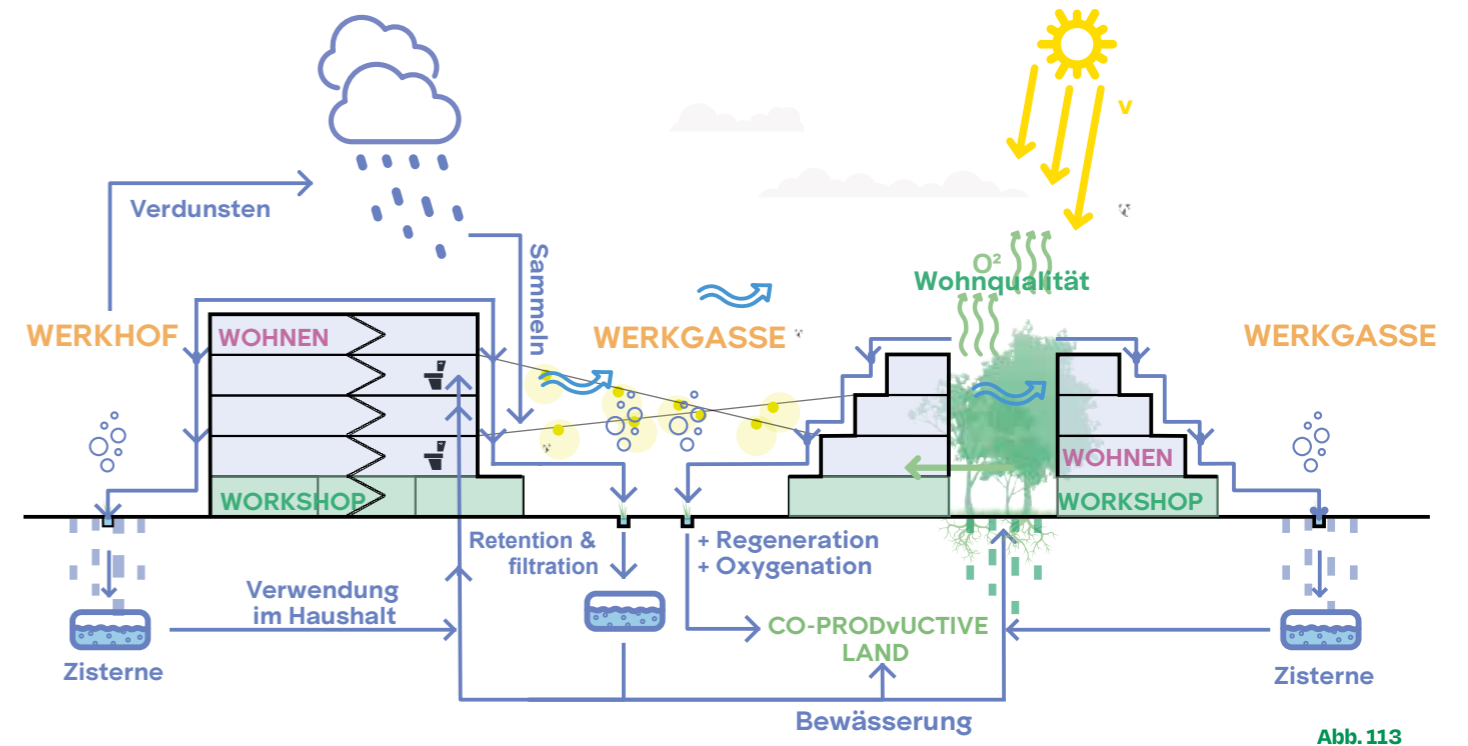 v
Verdunsten
Sammeln
O²
Wohnqualität
WERKHOF
WOHNEN
WERKGASSE
WERKGASSE
WOHNEN
WORKSHOP
WORKSHOP
Retention &
filtration
+ Regeneration
+ Oxygenation
Verwendung
im Haushalt
CO-PRODvUCTIVE
LAND
Zisterne
Zisterne
Bewässerung
Abb. 113